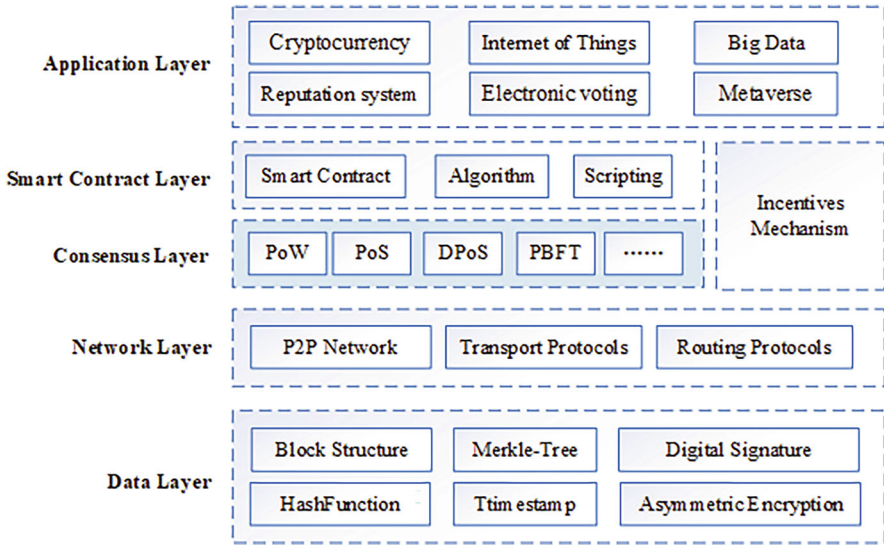 Application Layer
Cryptocurrency
Internet of Things
Big Data
Reputation system
Electronic voting
Metaverse
Smart Contract Layer
Smart Contract
Algorithm
Scripting
Incentives
Mechanism
Consensus Layer
PoW
PoS
DPoS
PBFT
······
Network Layer
P2P Network
Transport Protocols
Routing Protocols
Data Layer
Block Structure
Merkle-Tree
Digital Signature
HashFunction
Ttimestamp
Asymmetric Encryption